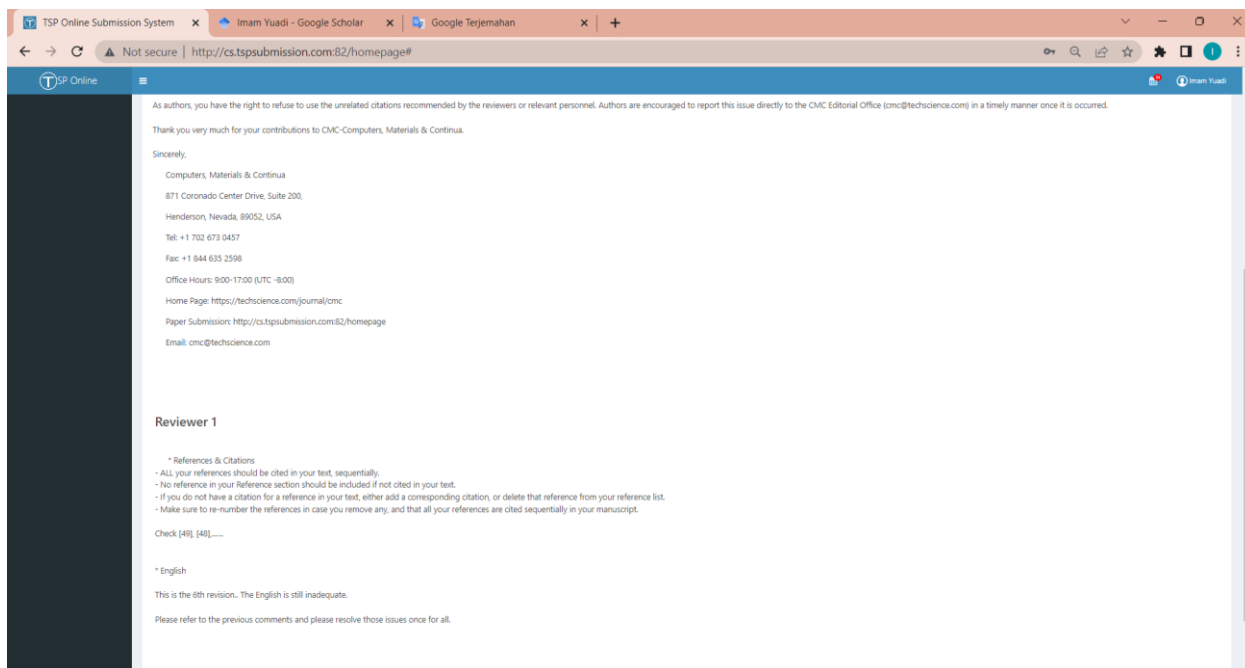 TSP Online Submission System
Imam Yuadi - Google Scholar
Google Terjemahan
Not secure | http://cs.tspsubmission.com:82/homepage#
TSP Online
Imam Yuadi
As authors, you have the right to refuse to use the unrelated citations recommended by the reviewers or relevant personnel. Authors are encouraged to report this issue directly to the CMC Editorial Office (cmc@techscience.com) in a timely manner once it is occurred.
Thank you very much for your contributions to CMC-Computers, Materials & Continua.
Sincerely,
Computers, Materials & Continua
871 Coronado Center Drive, Suite 200,
Henderson, Nevada, 89052, USA
Tel: +1 702 673 0457
Fax: +1 844 635 2598
Office Hours: 9:00-17:00 (UTC -8:00)
Home Page: https://techscience.com/journal/cmc
Paper Submission: http://cs.tspsubmission.com:82/homepage
Email: cmc@techscience.com
Reviewer 1
* References & Citations
- ALL your references should be cited in your text, sequentially.
- No reference in your Reference section should be included if not cited in your text.
- If you do not have a citation for a reference in your text, either add a corresponding citation, or delete that reference from your reference list.
- Make sure to re-number the references in case you remove any, and that all your references are cited sequentially in your manuscript.
Check [49], [48],......
* English
This is the 6th revision.. The English is still inadequate.
Please refer to the previous comments and please resolve those issues once for all.